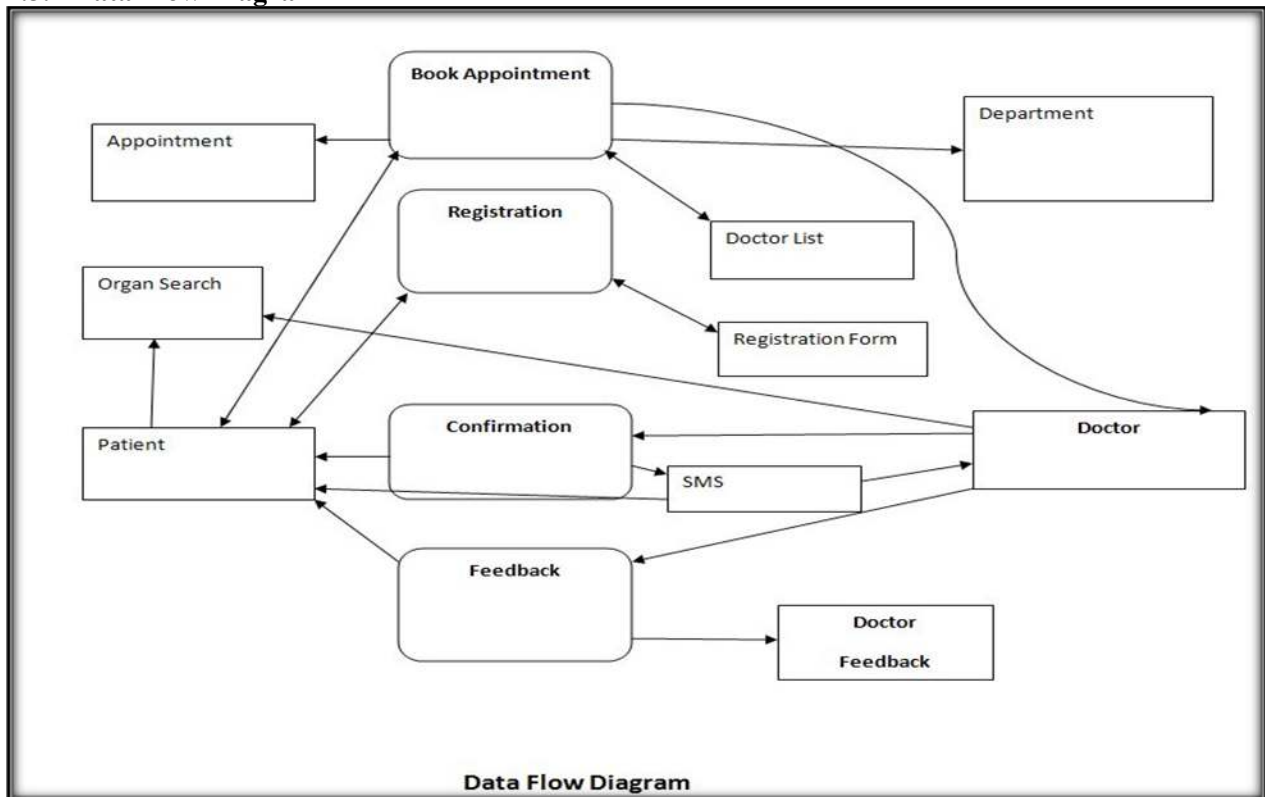 Book Appointment
Department
Appointment
Registration
Doctor List
Organ Search
Registration Form
Confirmation
Doctor
Patient
SMS
Feedback
Doctor
Feedback
Data Flow Diagram